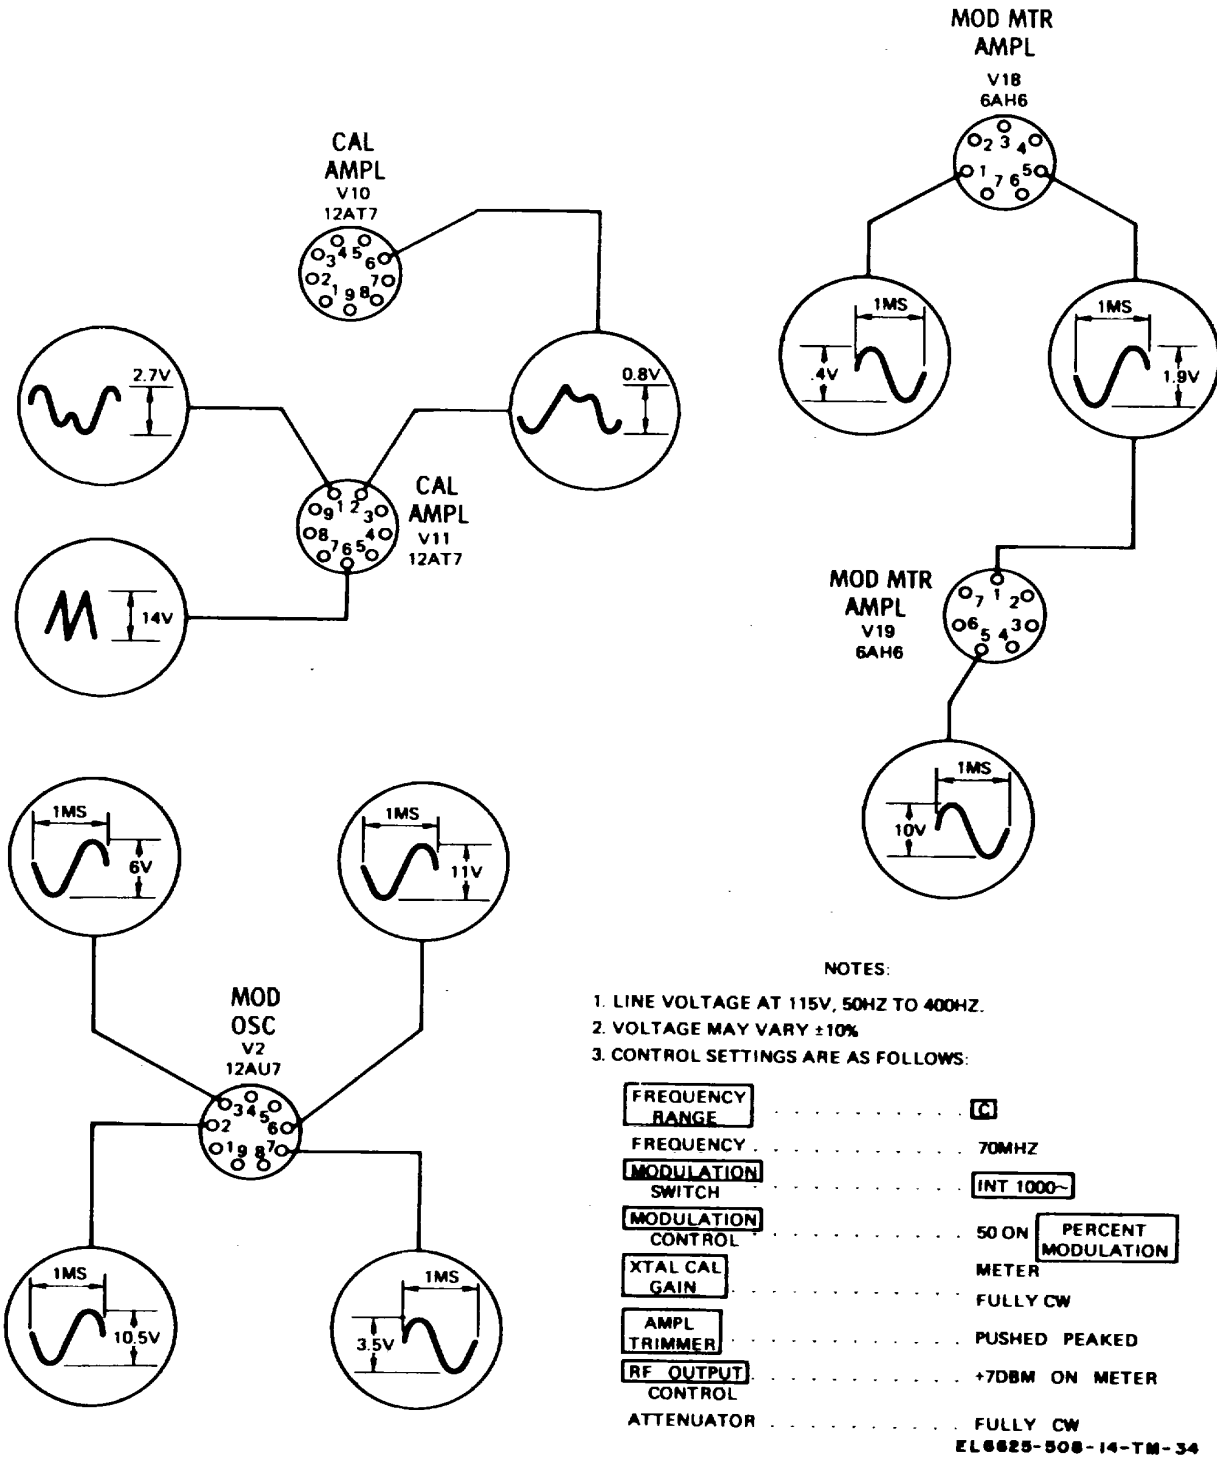 MOD MTR
AMPL
V18
6AH6
2 3 4
1 5
7 6
1MS
.4V
1MS
1.9V
CAL
AMPL
V10
12AT7
4 5
3 6
2 7
1 9 8
2.7V
0.8V
CAL
AMPL
V11
12AT7
1 2
9 3
8 4
7 6 5
14V
MOD MTR
AMPL
V19
6AH6
1
7 2
6 3
5 4
1MS
10V
1MS
6V
1MS
11V
MOD
OSC
V2
12AU7
3 4 5
2 6
1 9 8 7
1MS
10.5V
1MS
3.5V
NOTES:
1. LINE VOLTAGE AT 115V, 50HZ TO 400HZ.
2. VOLTAGE MAY VARY ±10%
3. CONTROL SETTINGS ARE AS FOLLOWS:
FREQUENCY
RANGE . . . . . . . . . . C
FREQUENCY . . . . . . . . . . 70MHZ
MODULATION
SWITCH . . . . . . . . . . INT 1000~
MODULATION
CONTROL . . . . . . . . . . 50 ON PERCENT
MODULATION
METER
XTAL CAL
GAIN . . . . . . . . . . FULLY CW
AMPL
TRIMMER . . . . . . . . . . PUSHED PEAKED
RF OUTPUT . . . . . . . . . . +7DBM ON METER
CONTROL
ATTENUATOR . . . . . . . . . . FULLY CW
EL6625-508-14-TM-34